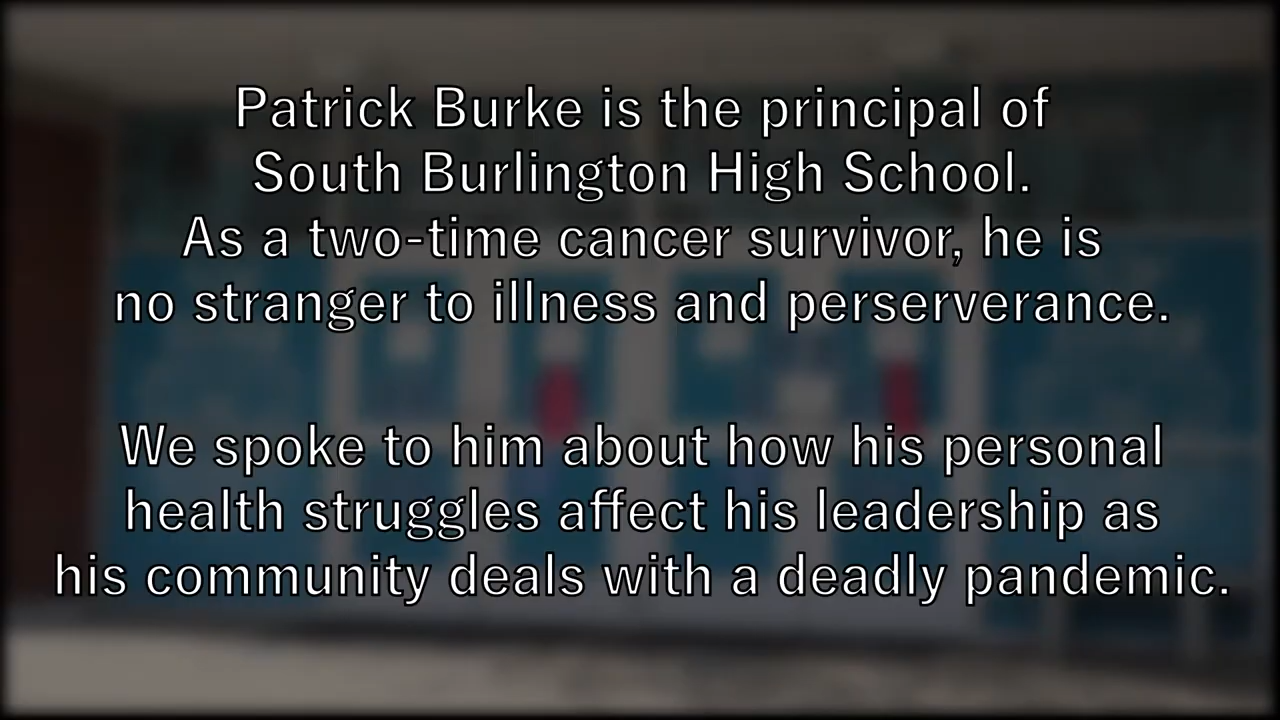 Patrick Burke is the principal of
South Burlington High School.
As a two-time cancer survivor, he is
no stranger to illness and perserverance.
We spoke to him about how his personal
health struggles affect his leadership as
his community deals with a deadly pandemic.